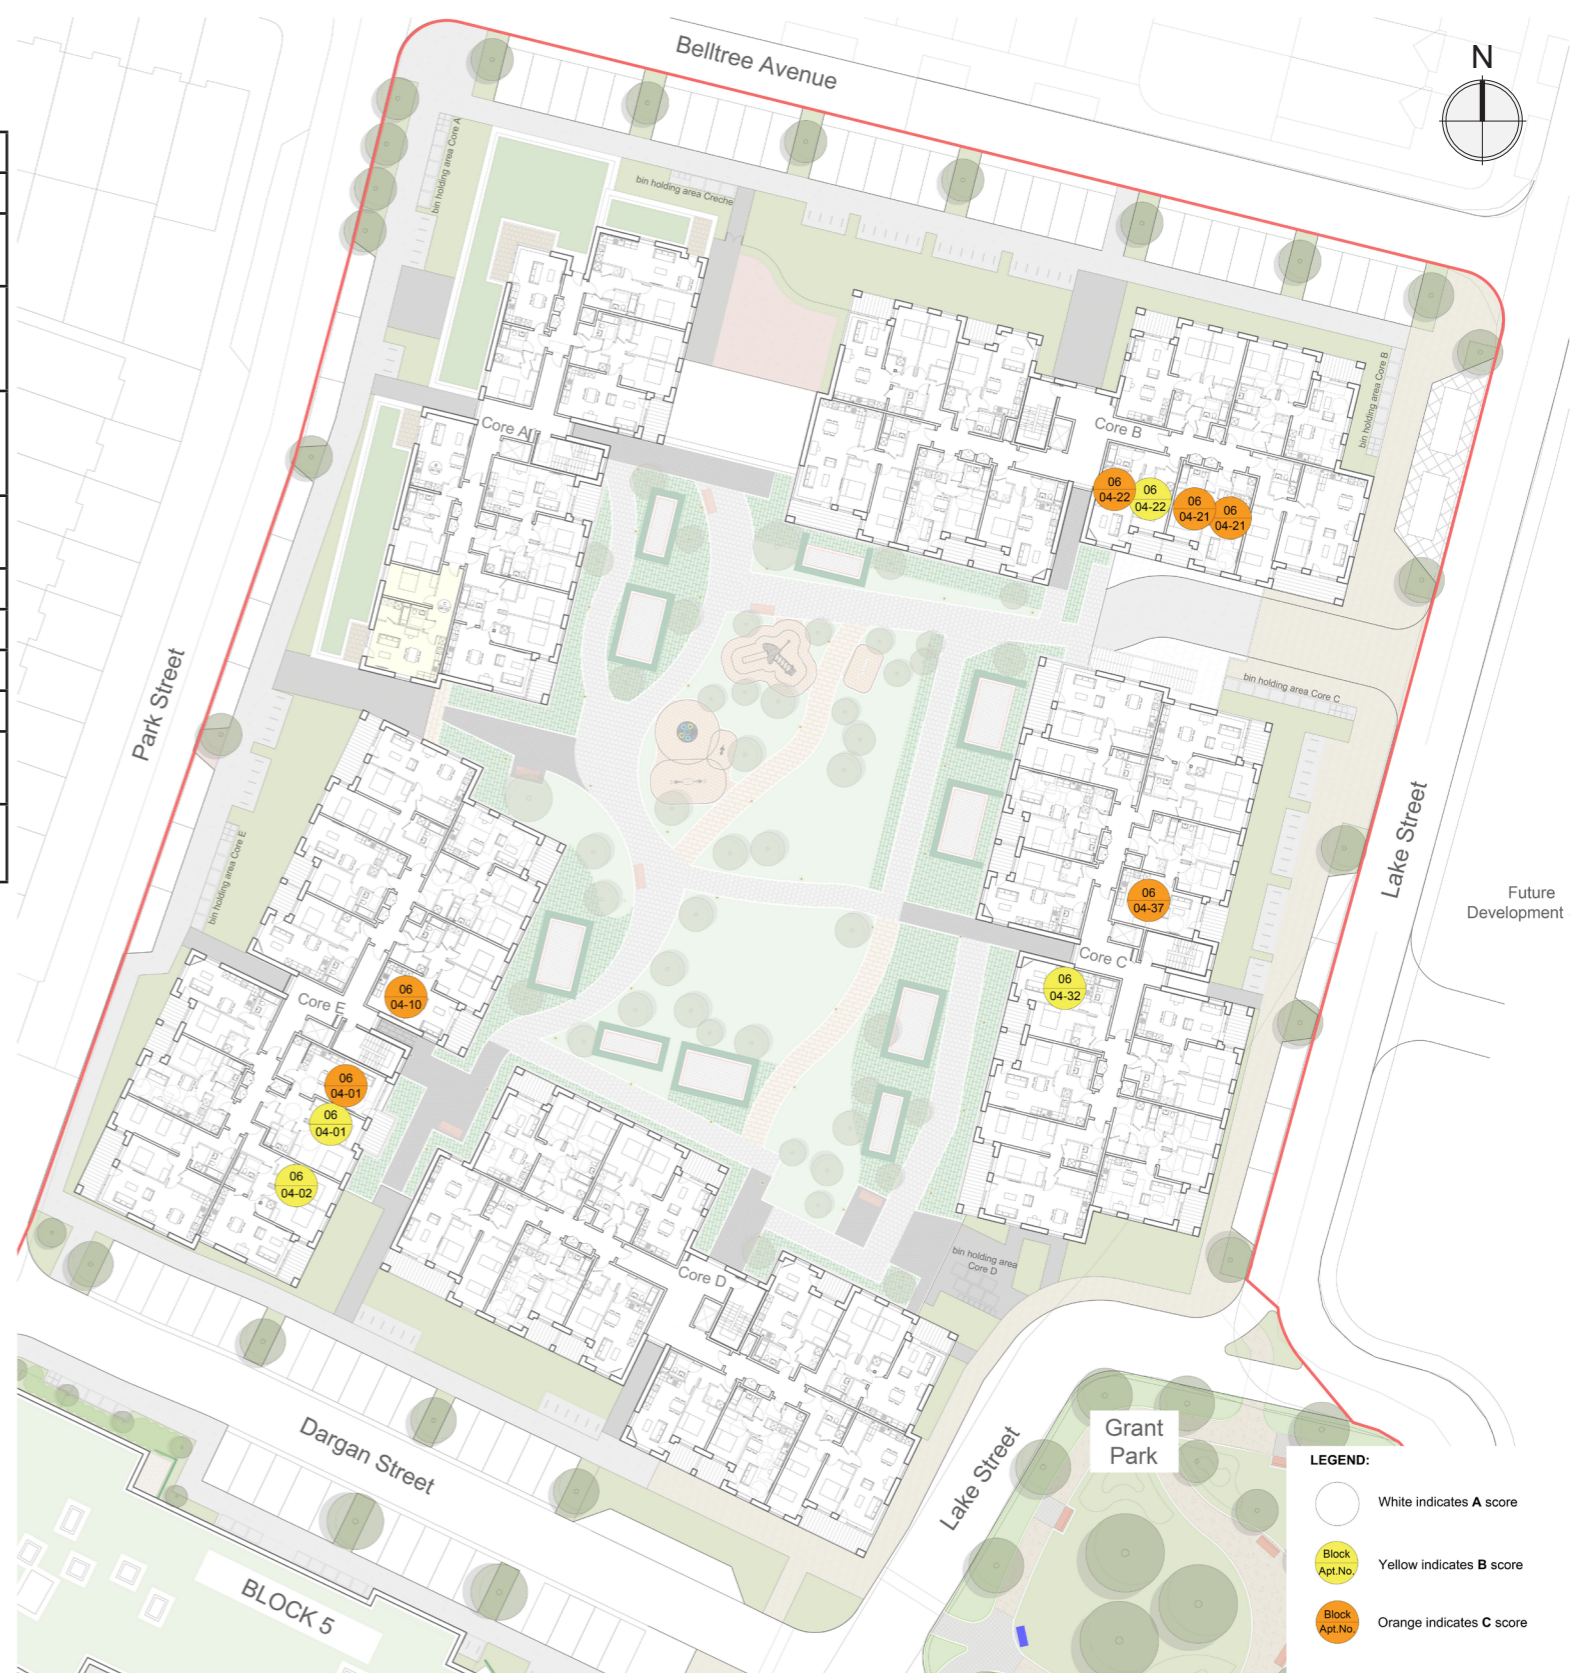 Belltree Avenue
N
bin holding area Core A
bin holding area Creche
bin holding area Core B
Core A
Core B
06
04-22
06
04-22
06
04-21
06
04-21
Park Street
bin holding area Core C
Lake Street
Future
Development
bin holding area Core E
06
04-37
Core C
06
04-32
Core E
06
04-10
06
04-01
06
04-01
06
04-02
bin holding area
Core D
Core D
Dargan Street
Lake Street
Grant
Park
BLOCK 5
LEGEND:
White indicates A score
Block
Apt.No.
Yellow indicates B score
Block
Apt.No.
Orange indicates C score